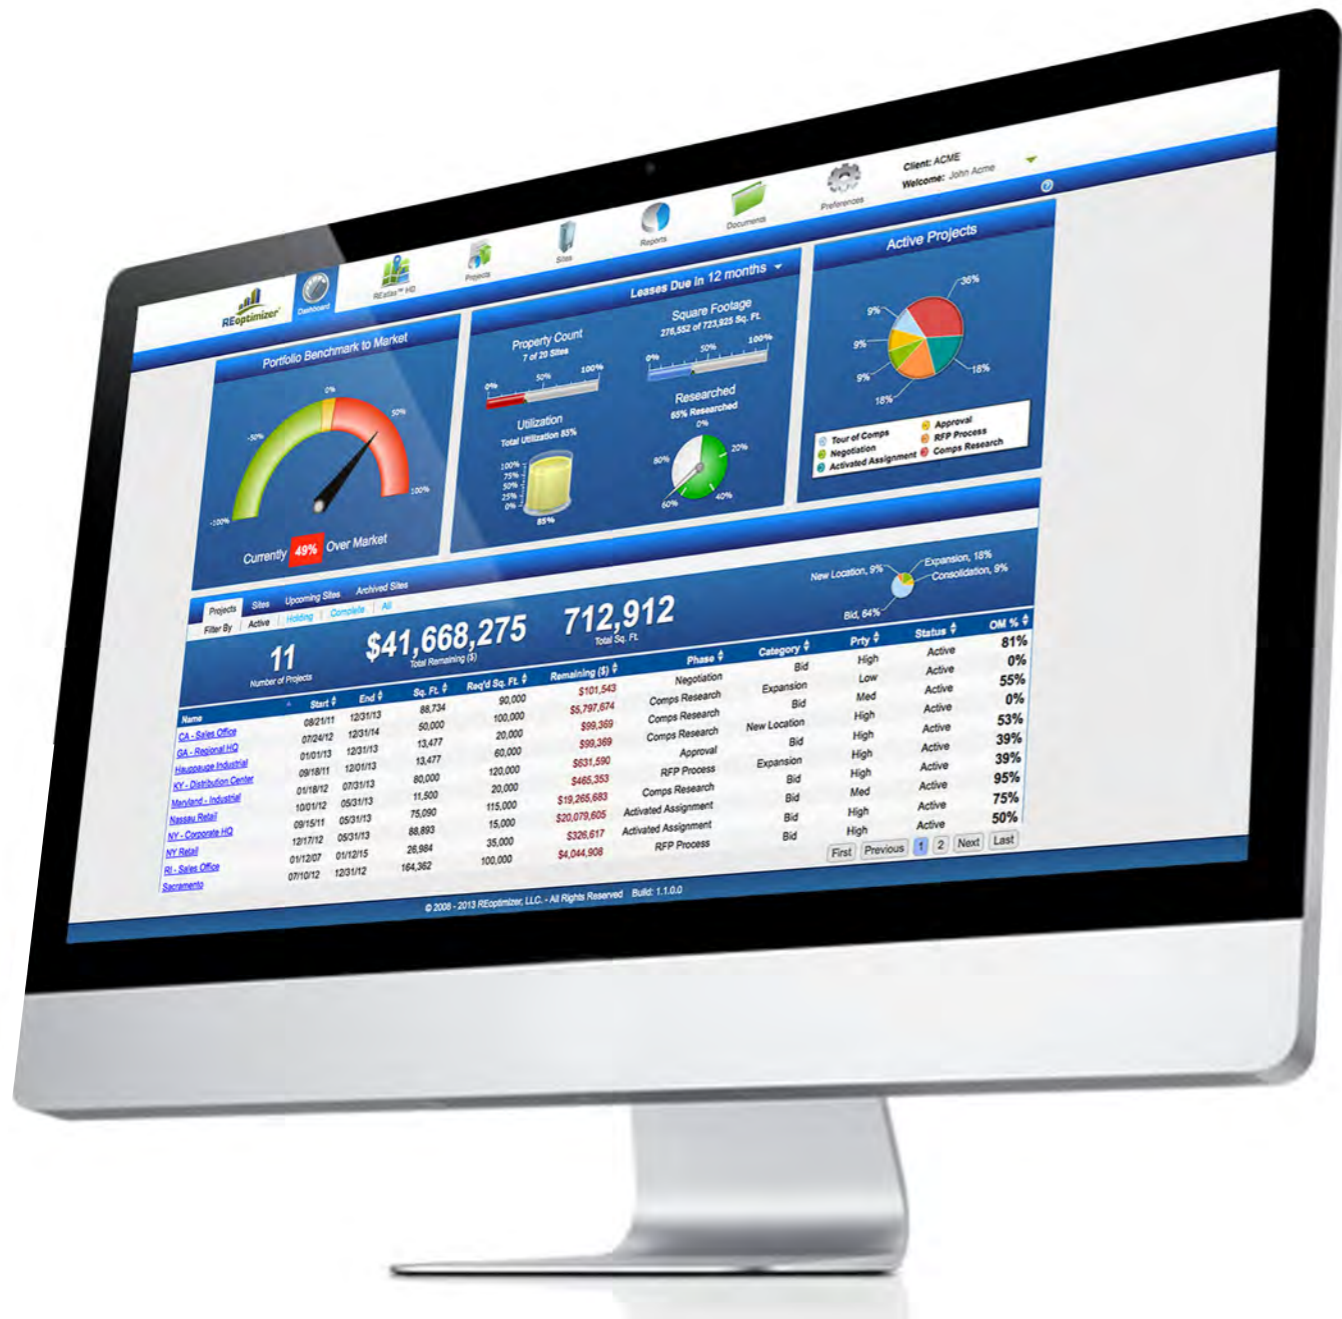 REoptimizer
Dashboard
REatlas™ HD
Projects
Sites
Reports
Documents
Preferences
Client: ACME
Welcome: John Acme
Portfolio Benchmark to Market
-100%
-50%
0%
50%
100%
Currently 49% Over Market
Leases Due in 12 months
Property Count
7 of 20 Sites
0% 50% 100%
Square Footage
276,552 of 723,925 Sq. Ft.
0% 50% 100%
Utilization
Total Utilization 85%
100%
75%
50%
25%
0%
85%
Researched
65% Researched
0%
20%
40%
60%
80%
Active Projects
36%
18%
18%
9%
9%
9%
Tour of Comps
Negotiation
Activated Assignment
Approval
RFP Process
Comps Research
Projects Sites Upcoming Sites Archived Sites
Filter By Active Holding Complete All
11
Number of Projects
$41,668,275
Total Remaining ($)
712,912
Total Sq. Ft.
New Location, 9%
Expansion, 18%
Consolidation, 9%
Bid, 64%
Name Start End Sq. Ft. Req'd Sq. Ft. Remaining ($) Phase Category Prty Status OM %
CA - Sales Office 08/21/11 12/31/13 88,734 90,000 $101,543 Negotiation Bid High Active 81%
GA - Regional HQ 07/24/12 12/31/14 50,000 100,000 $5,797,674 Comps Research Expansion Low Active 0%
Hauppauge Industrial 01/01/13 12/31/13 13,477 20,000 $99,369 Comps Research Bid Med Active 55%
KY - Distribution Center 09/18/11 12/01/13 13,477 60,000 $99,369 Comps Research New Location High Active 0%
Maryland - Industrial 01/18/12 07/31/13 80,000 120,000 $631,590 Approval Bid High Active 53%
Nassau Retail 10/01/12 05/31/13 11,500 20,000 $465,353 RFP Process Expansion High Active 39%
NY - Corporate HQ 09/15/11 05/31/13 75,090 115,000 $19,265,683 Comps Research Bid High Active 39%
NY Retail 12/17/12 05/31/13 88,893 15,000 $20,079,605 Activated Assignment Bid Med Active 95%
RI - Sales Office 01/12/07 01/12/15 26,984 35,000 $326,617 Activated Assignment Bid High Active 75%
Sacramento 07/10/12 12/31/12 164,362 100,000 $4,044,908 RFP Process Bid High Active 50%
First Previous 1 2 Next Last
© 2008 - 2013 REoptimizer, LLC. - All Rights Reserved Build: 1.1.0.0